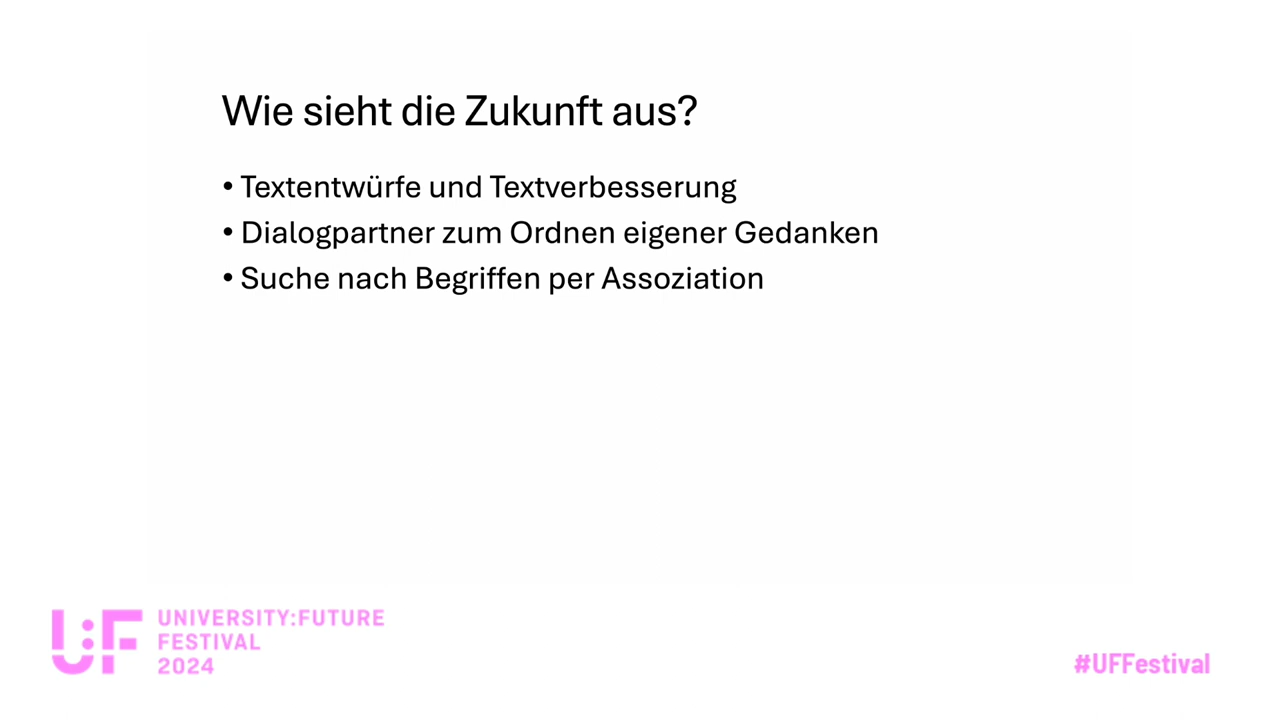 Wie sieht die Zukunft aus?
• Textentwürfe und Textverbesserung
• Dialogpartner zum Ordnen eigener Gedanken
• Suche nach Begriffen per Assoziation
U:F
UNIVERSITY:FUTURE
FESTIVAL
2024
#UFFestival